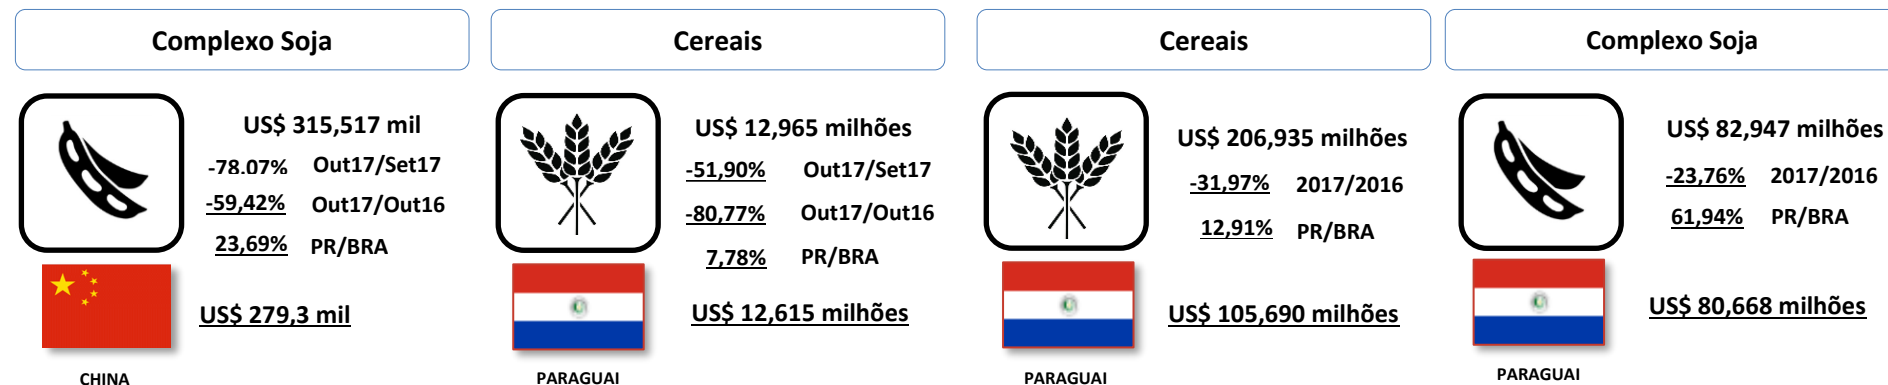 Complexo Soja
US$ 315,517 mil
-78,07% Out17/Set17
-59,42% Out17/Out16
23,69% PR/BRA
US$ 279,3 mil
CHINA
Cereais
US$ 12,965 milhões
-51,90% Out17/Set17
-80,77% Out17/Out16
7,78% PR/BRA
US$ 12,615 milhões
PARAGUAI
Cereais
US$ 206,935 milhões
-31,97% 2017/2016
12,91% PR/BRA
US$ 105,690 milhões
PARAGUAI
Complexo Soja
US$ 82,947 milhões
-23,76% 2017/2016
61,94% PR/BRA
US$ 80,668 milhões
PARAGUAI